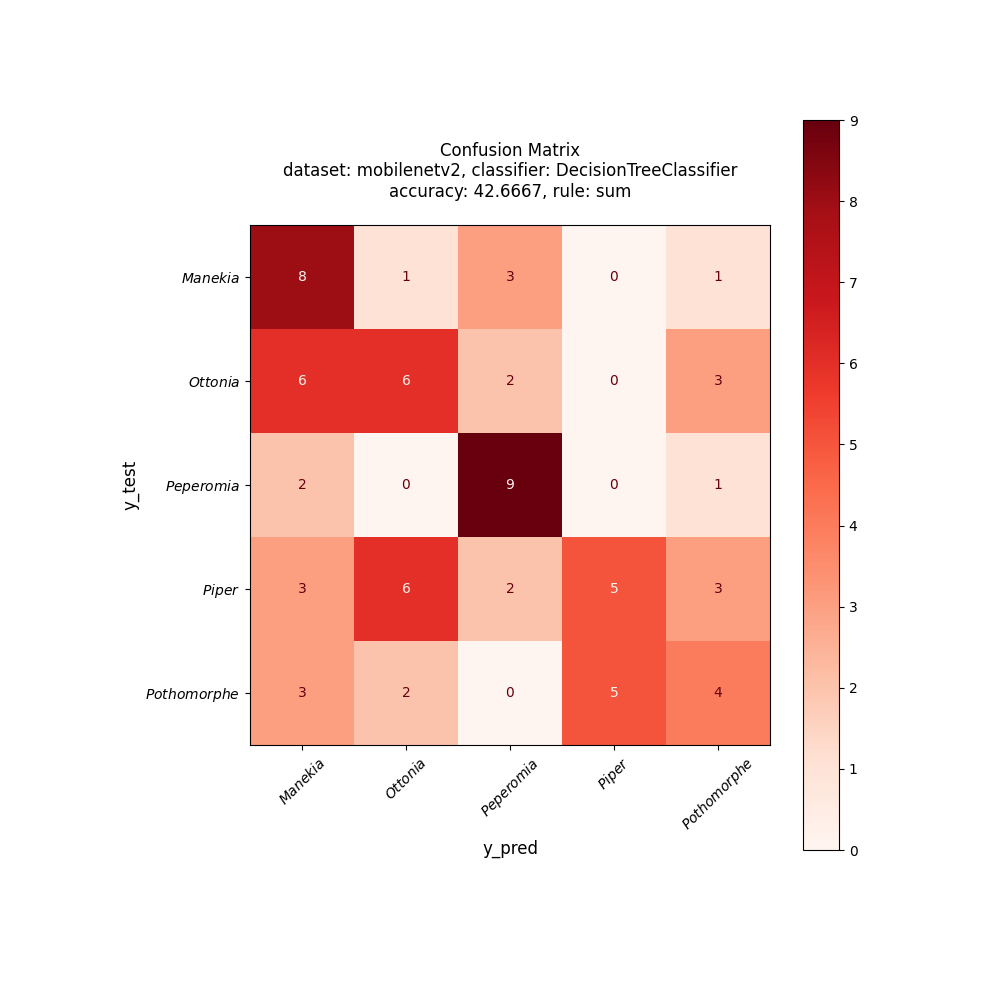 Confusion Matrix
dataset: mobilenetv2, classifier: DecisionTreeClassifier
accuracy: 42.6667, rule: sum
y_test
Manekia 8 1 3 0 1
Ottonia 6 6 2 0 3
Peperomia 2 0 9 0 1
Piper 3 6 2 5 3
Pothomorphe 3 2 0 5 4
Manekia Ottonia Peperomia Piper Pothomorphe
y_pred
9
8
7
6
5
4
3
2
1
0